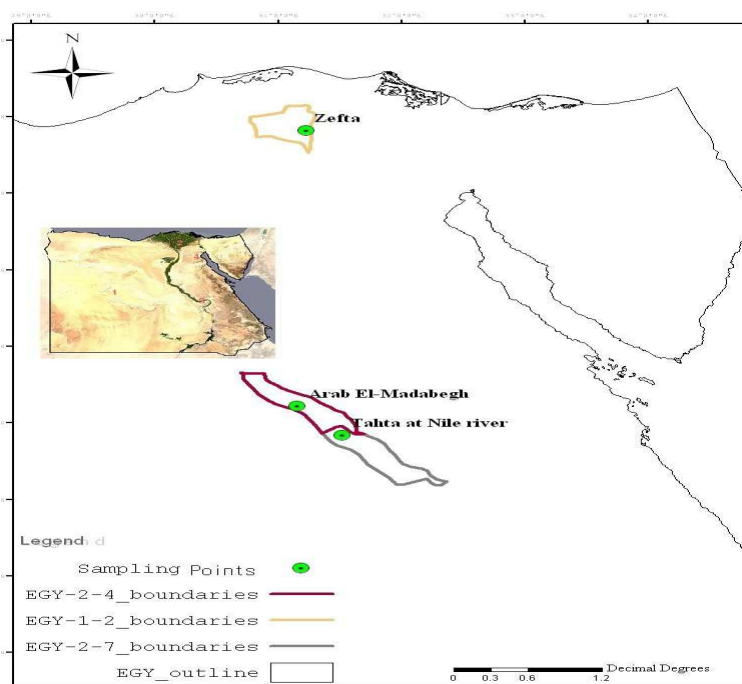 N
Zefta
Arab El-Madabegh
Tahta at Nile river
Legend
Sampling Points
EGY-2-4_boundaries
EGY-1-2_boundaries
EGY-2-7_boundaries
EGY_outline
Decimal Degrees
0 0.3 0.6 1.2